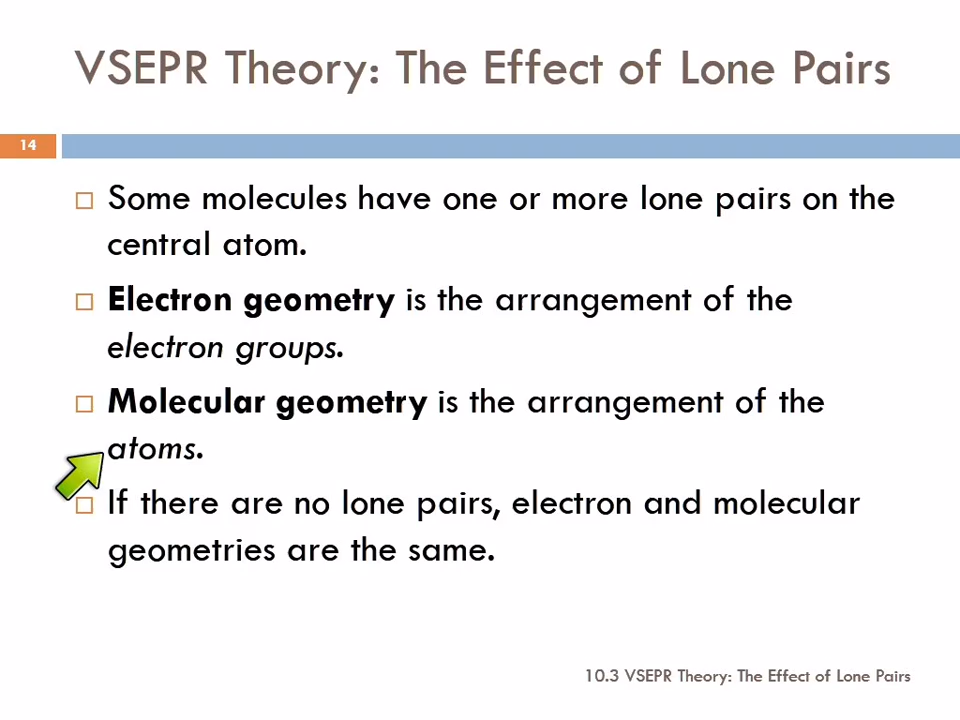 VSEPR Theory: The Effect of Lone Pairs
14
Some molecules have one or more lone pairs on the
central atom.
Electron geometry is the arrangement of the
electron groups.
Molecular geometry is the arrangement of the
atoms.
If there are no lone pairs, electron and molecular
geometries are the same.
10.3 VSEPR Theory: The Effect of Lone Pairs